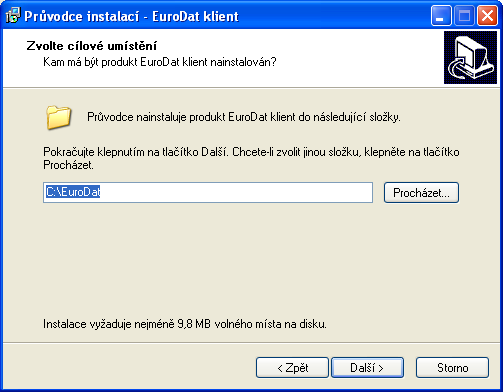 Průvodce instalací - EuroDat klient
Zvolte cílové umístění
Kam má být produkt EuroDat klient nainstalován?
Průvodce nainstaluje produkt EuroDat klient do následující složky.
Pokračujte klepnutím na tlačítko Další. Chcete-li zvolit jinou složku, klepněte na tlačítko
Procházet.
C:\EuroDat
Procházet...
Instalace vyžaduje nejméně 9,8 MB volného místa na disku.
< Zpět
Další >
Storno